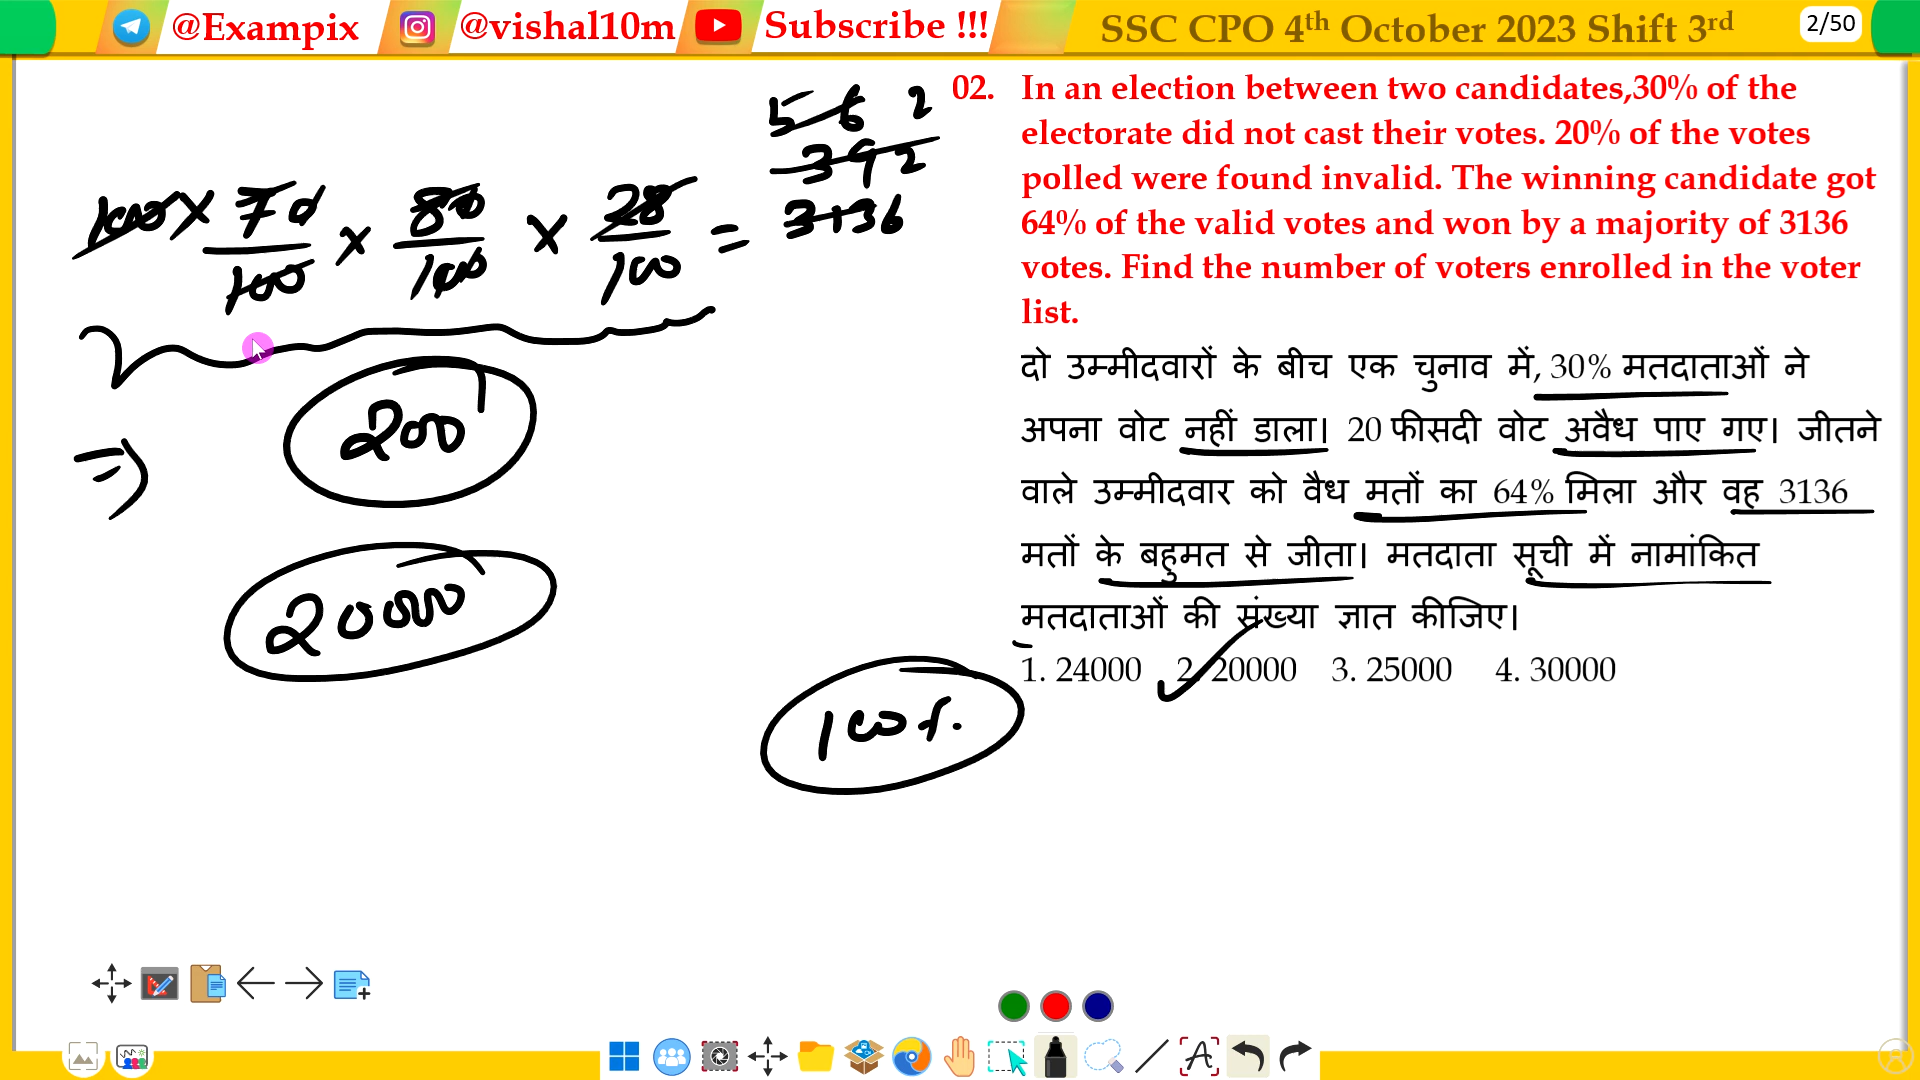 @Exampix @vishal10m Subscribe !!! SSC CPO 4th October 2023 Shift 3rd 2/50
02. In an election between two candidates,30% of the
electorate did not cast their votes. 20% of the votes
polled were found invalid. The winning candidate got
64% of the valid votes and won by a majority of 3136
votes. Find the number of voters enrolled in the voter
list.
दो उम्मीदवारों के बीच एक चुनाव में, 30% मतदाताओं ने
अपना वोट नहीं डाला। 20 फीसदी वोट अवैध पाए गए। जीतने
वाले उम्मीदवार को वैध मतों का 64% मिला और वह 3136
मतों के बहुमत से जीता। मतदाता सूची में नामांकित
मतदाताओं की संख्या ज्ञात कीजिए।
1. 24000 2. 20000 3. 25000 4. 30000
56 2
392
100 × 70/100 × 80/100 × 28/100 = 3136
⇒ 200
20000
100%